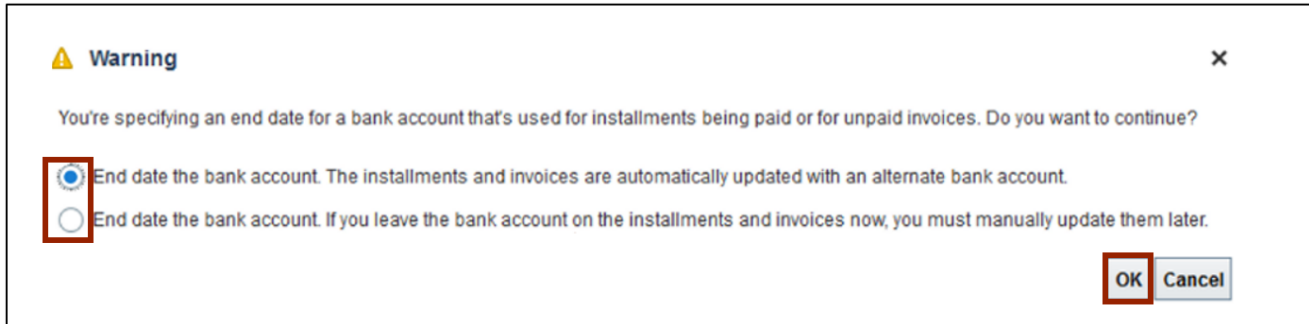 Warning
You're specifying an end date for a bank account that's used for installments being paid or for unpaid invoices. Do you want to continue?
End date the bank account. The installments and invoices are automatically updated with an alternate bank account.
End date the bank account. If you leave the bank account on the installments and invoices now, you must manually update them later.
OK Cancel